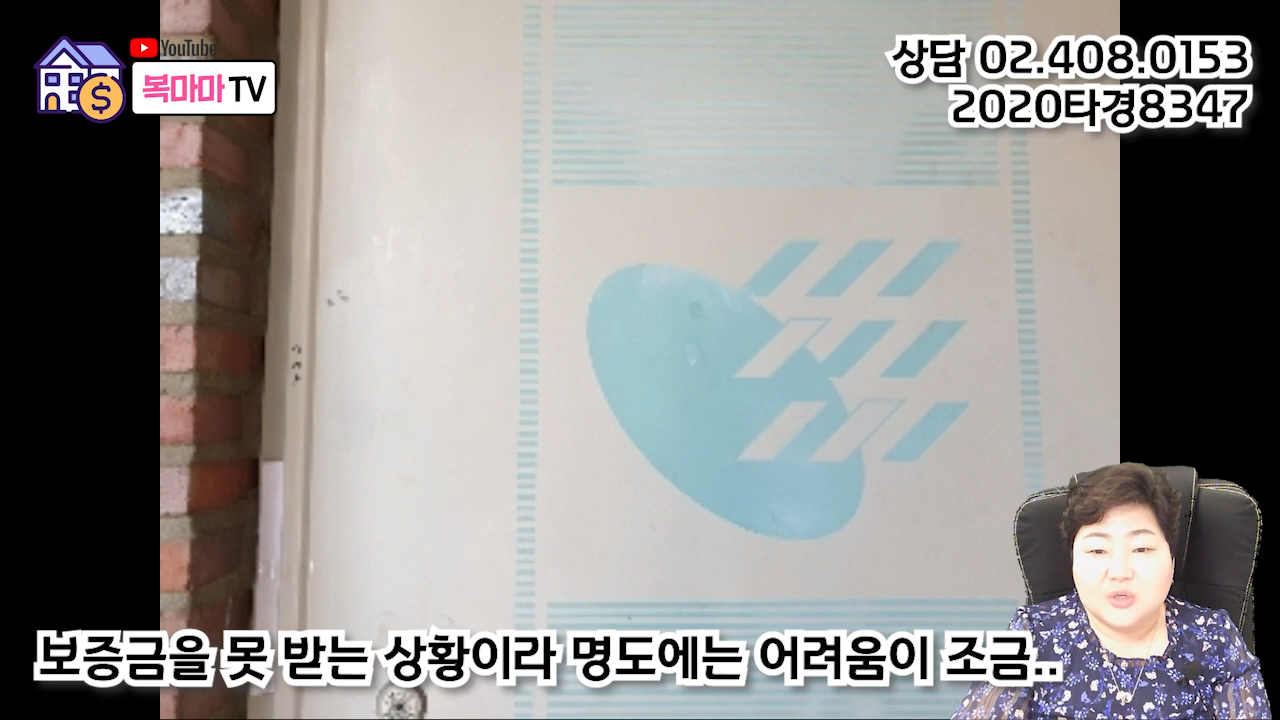 YouTube
복마마 TV
상담 02.408.0153
2020타경8347
보증금을 못 받는 상황이라 명도에는 어려움이 조금..